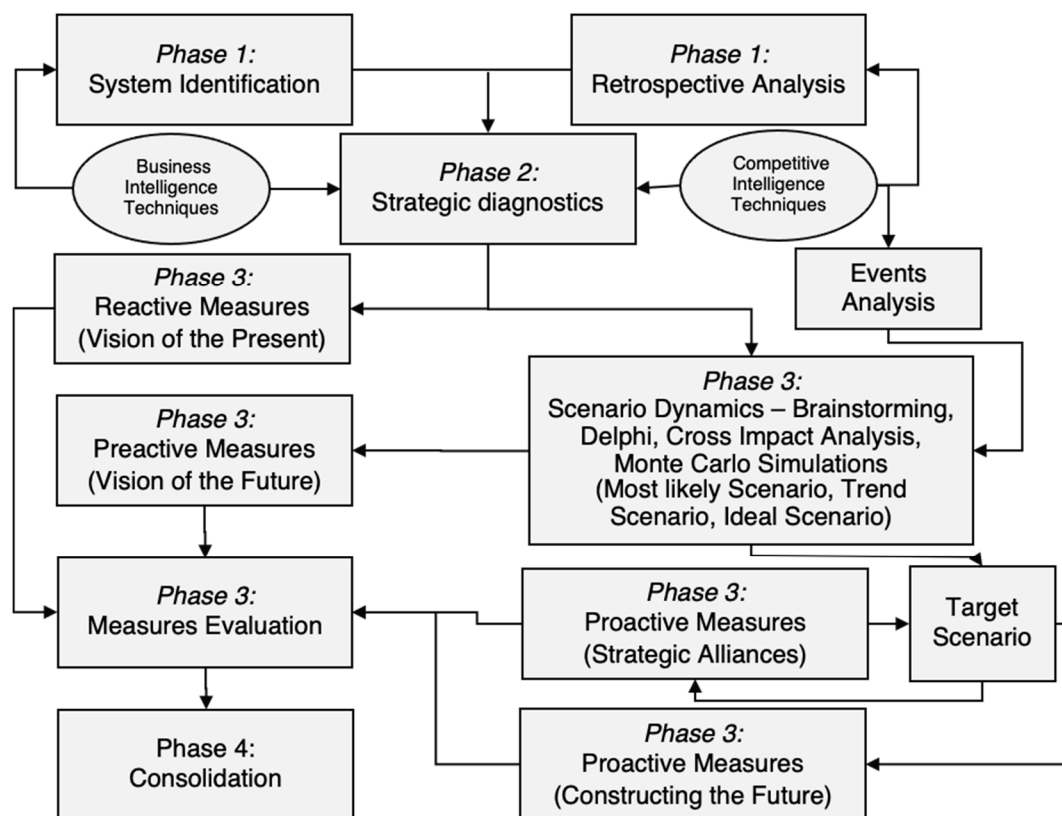 Phase 1:
System Identification
Phase 1:
Retrospective Analysis
Business
Intelligence
Techniques
Phase 2:
Strategic diagnostics
Competitive
Intelligence
Techniques
Events
Analysis
Phase 3:
Reactive Measures
(Vision of the Present)
Phase 3:
Scenario Dynamics – Brainstorming,
Delphi, Cross Impact Analysis,
Monte Carlo Simulations
(Most likely Scenario, Trend
Scenario, Ideal Scenario)
Phase 3:
Preactive Measures
(Vision of the Future)
Phase 3:
Measures Evaluation
Phase 3:
Proactive Measures
(Strategic Alliances)
Target
Scenario
Phase 4:
Consolidation
Phase 3:
Proactive Measures
(Constructing the Future)